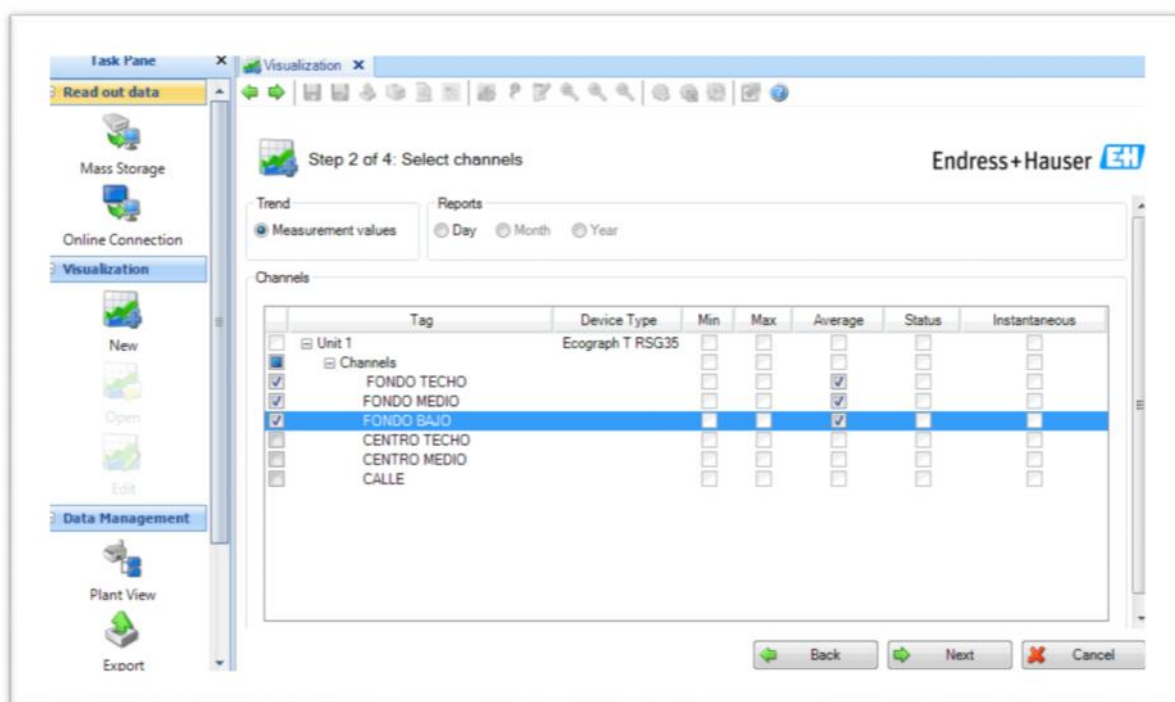 Task Pane
Read out data
Mass Storage
Online Connection
Visualization
New
Open
Edit
Data Management
Plant View
Export
Visualization
Step 2 of 4: Select channels
Endress+Hauser EH
Trend
Measurement values
Reports
Day Month Year
Channels
Tag Device Type Min Max Average Status Instantaneous
Unit 1 Ecograph T RSG35
Channels
FONDO TECHO
FONDO MEDIO
FONDO BAJO
CENTRO TECHO
CENTRO MEDIO
CALLE
Back Next Cancel